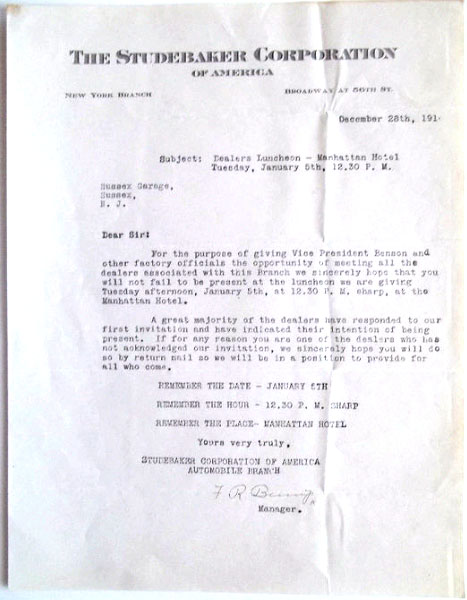 THE STUDEBAKER CORPORATION
OF AMERICA
NEW YORK BRANCH
BROADWAY AT 56TH ST.
December 28th, 191
Subject: Dealers Luncheon - Manhattan Hotel
Tuesday, January 5th, 12.30 P. M.
Sussex Garage,
Sussex,
N. J.
Dear Sir:
For the purpose of giving Vice President Benson and
other factory officials the opportunity of meeting all the
dealers associated with this Branch we sincerely hope that you
will not fail to be present at the luncheon we are giving
Tuesday afternoon, January 5th, at 12.30 P. M. sharp, at the
Manhattan Hotel.
A great majority of the dealers have responded to our
first invitation and have indicated their intention of being
present. If for any reason you are one of the dealers who has
not acknowledged our invitation, we sincerely hope you will do
so by return mail so we will be in a position to provide for
all who come.
REMEMBER THE DATE - JANUARY 5TH
REMEMBER THE HOUR - 12.30 P. M. SHARP
REMEMBER THE PLACE- MANHATTAN HOTEL
Yours very truly,
STUDEBAKER CORPORATION OF AMERICA
AUTOMOBILE BRANCH
F R
Manager.